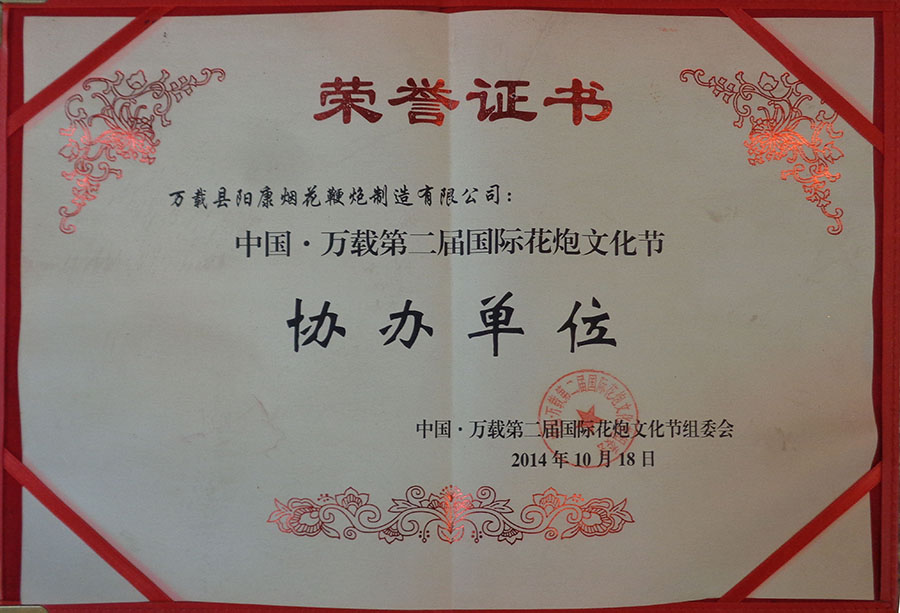 荣誉证书
万载县阳康烟花鞭炮制造有限公司：
中国·万载第二届国际花炮文化节
协办单位
中国·万载第二届国际花炮文化节组委会
2014年10月18日